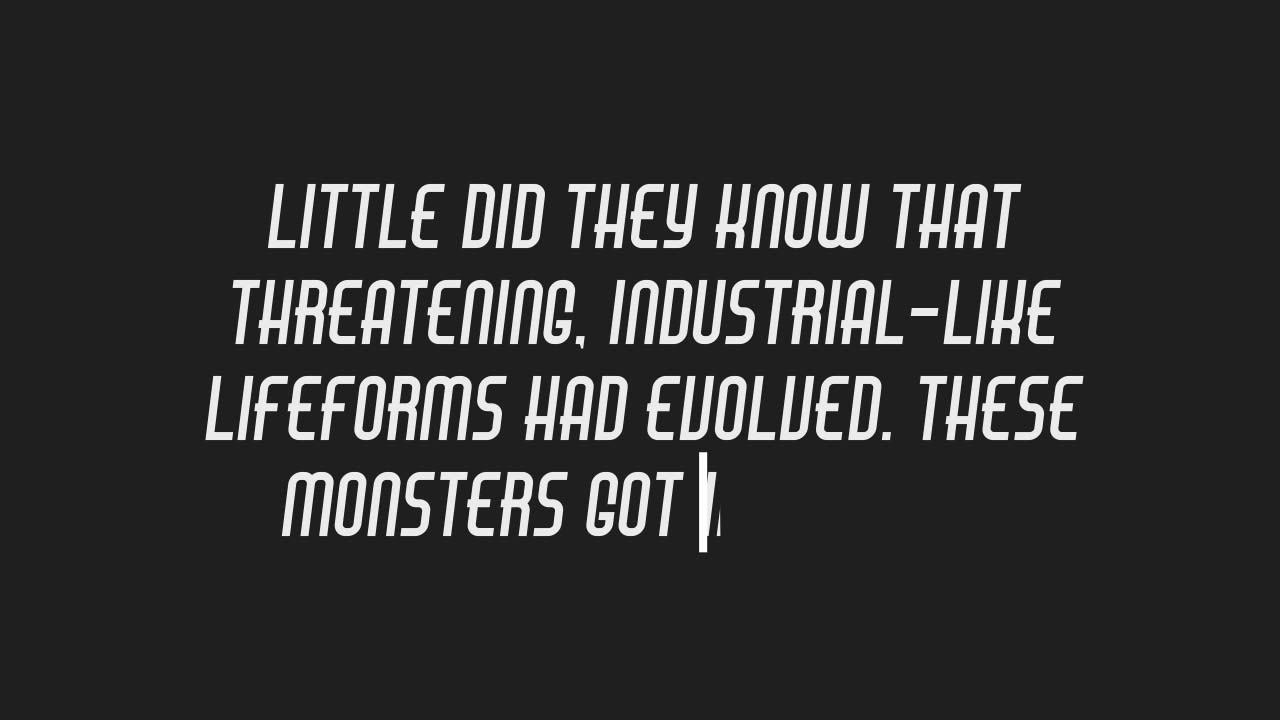 LITTLE DID THEY KNOW THAT
THREATENING, INDUSTRIAL-LIKE
LIFEFORMS HAD EVOLVED. THESE
MONSTERS GOT